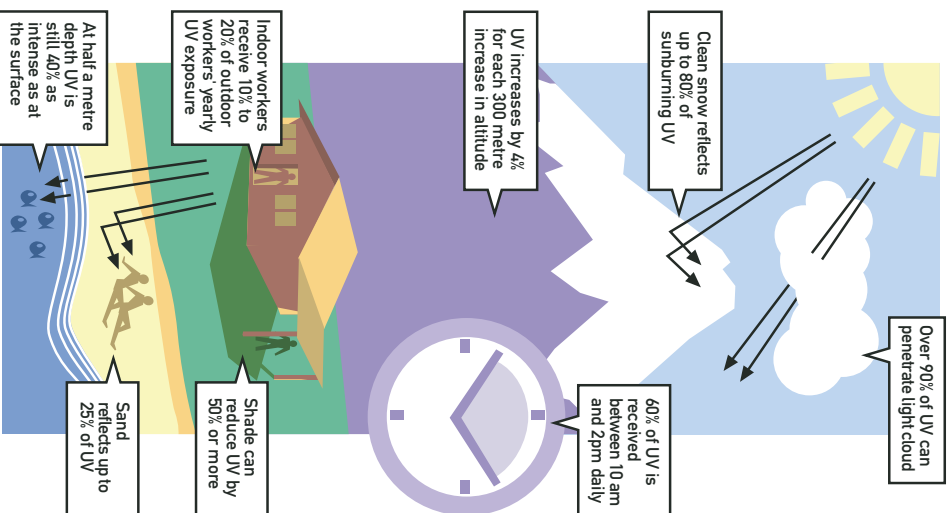 Over 90% of UV can
penetrate light cloud
Clean snow reflects
up to 80% of
sunburning UV
60% of UV is
received
between 10 am
and 2pm daily
UV increases by 4%
for each 300 metre
increase in altitude
Indoor workers
receive 10% to
20% of outdoor
workers' yearly
UV exposure
Shade can
reduce UV by
50% or more
At half a metre
depth UV is
still 40% as
intense as at
the surface
Sand
reflects up to
25% of UV